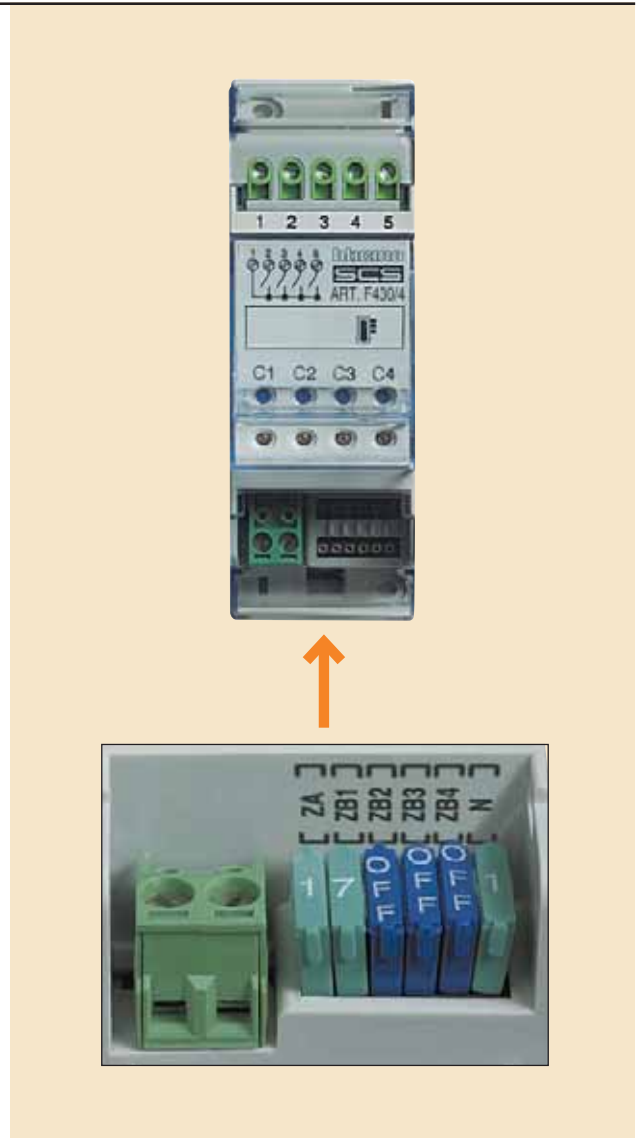 1 2 3 4 5
1 2 3 4 5
bticino
SCS
ART. F430/4
C1 C2 C3 C4
ZA ZB1 ZB2 ZB3 ZB4 N
1 7 OFF OFF OFF 1